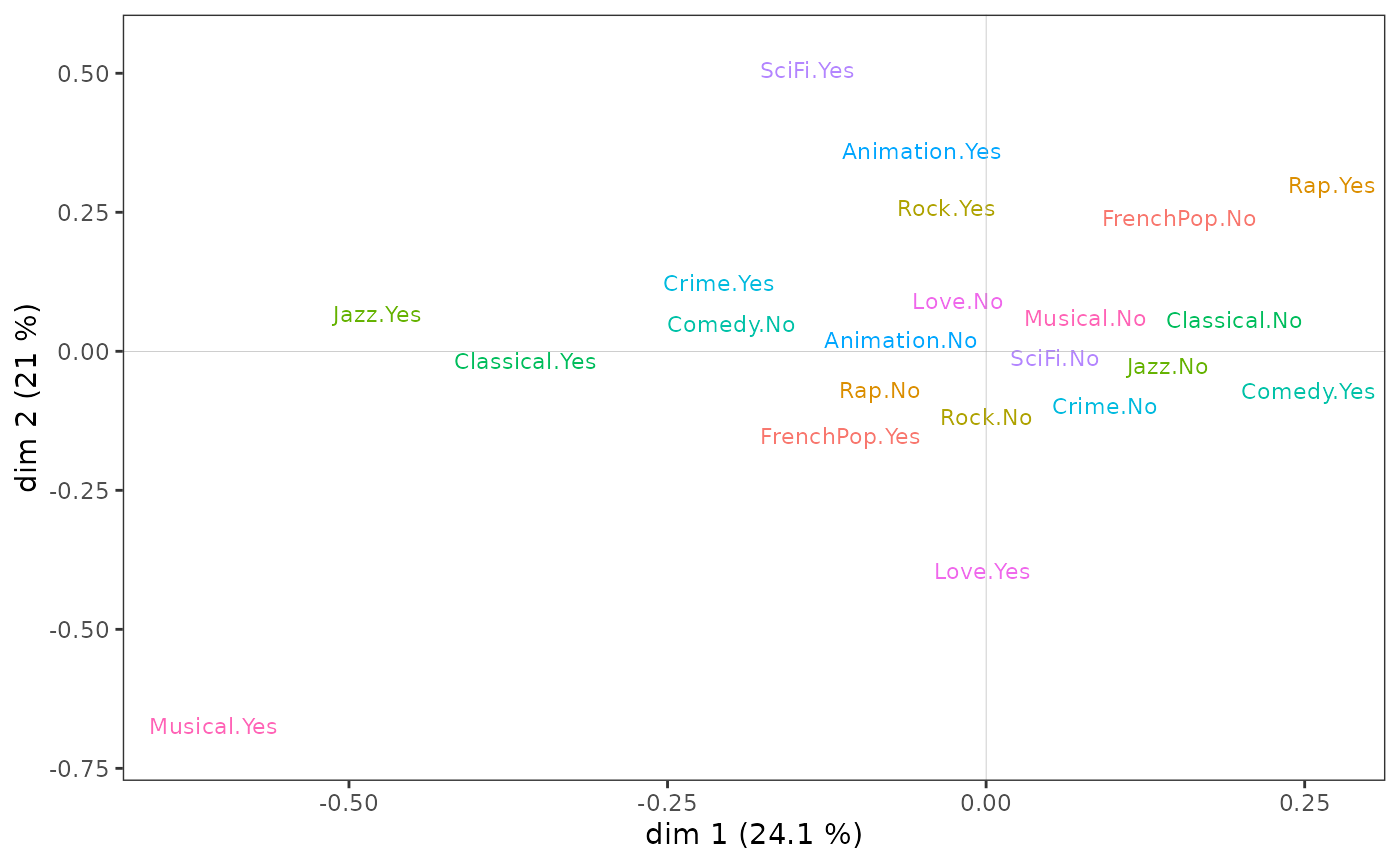 0.50
SciFi.Yes
Animation.Yes
Rap.Yes
Rock.Yes
0.25
FrenchPop.No
Crime.Yes
Love.No
Jazz.Yes
Musical.No
Classical.No
Comedy.No
Animation.No
0.00
SciFi.No
Classical.Yes
Jazz.No
Rap.No
Comedy.Yes
Crime.No
Rock.No
FrenchPop.Yes
-0.25
Love.Yes
-0.50
Musical.Yes
-0.75
dim 2 (21 %)
-0.50
-0.25
0.00
0.25
dim 1 (24.1 %)